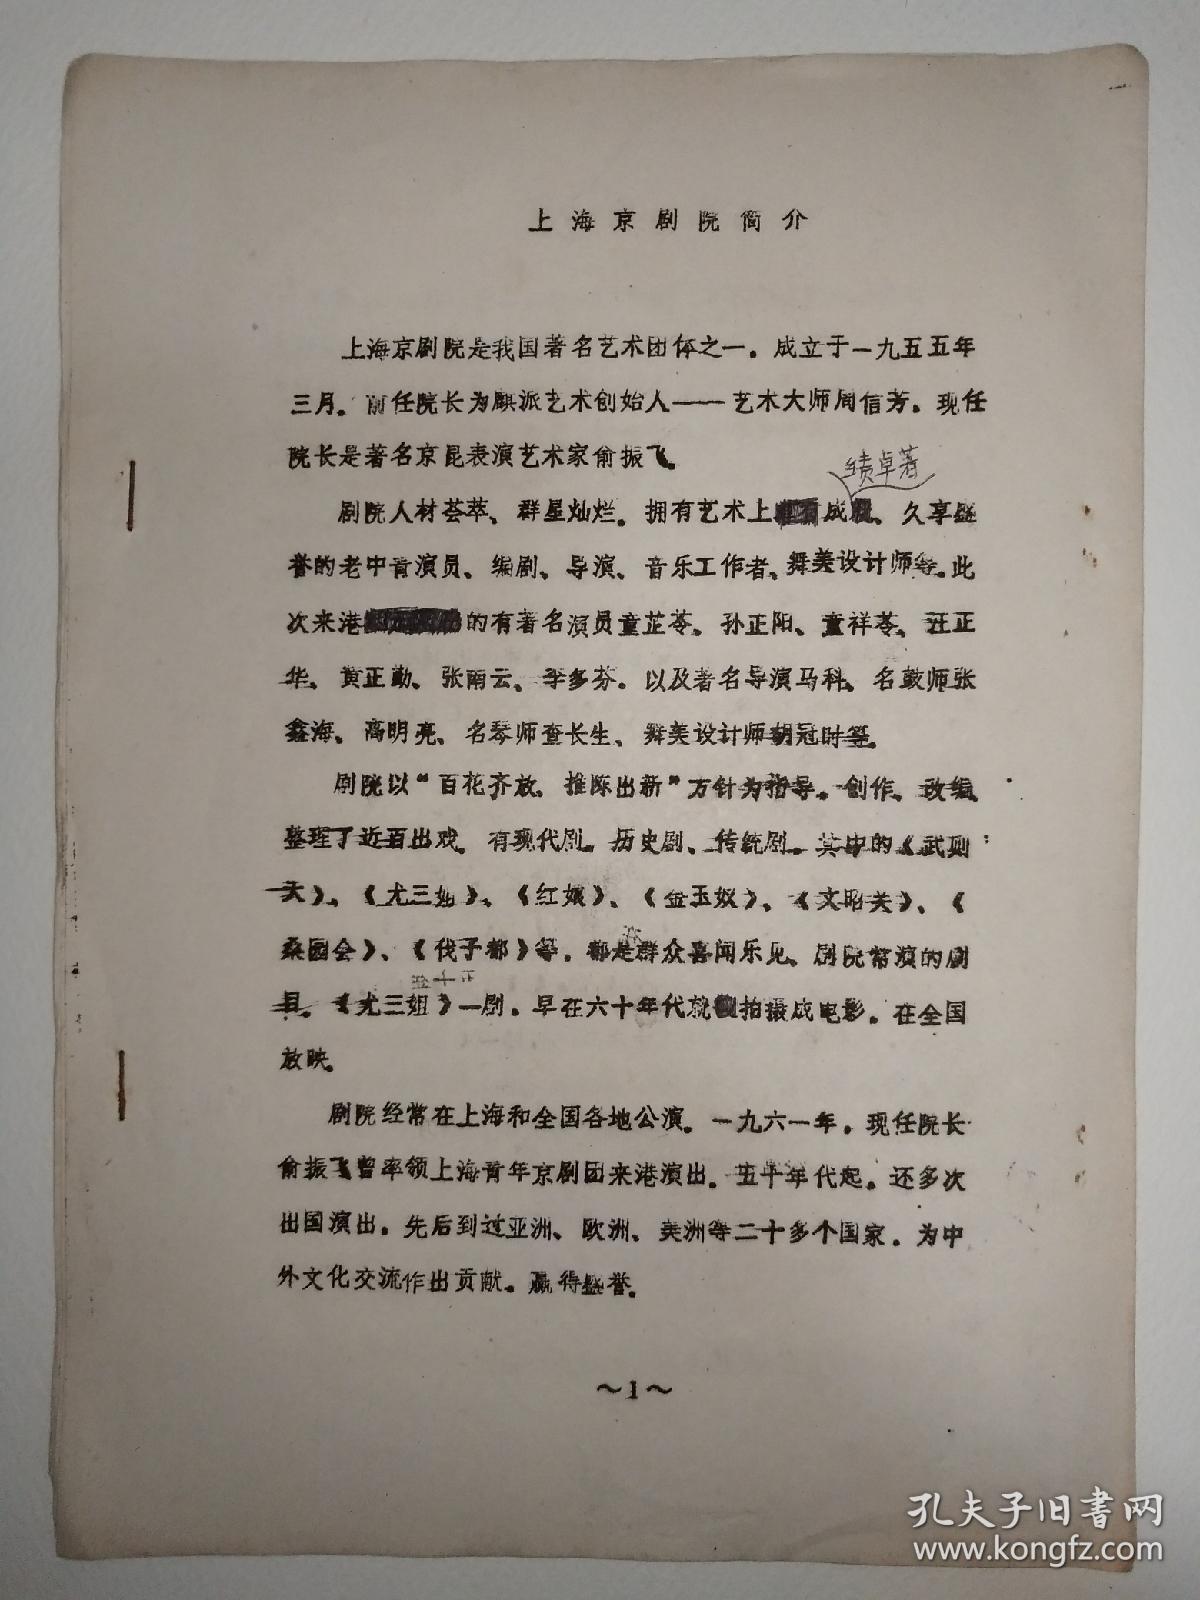 上海京剧院简介
上海京剧院是我国著名艺术团体之一。成立于一九五五年
三月。前任院长为麒派艺术创始人——艺术大师周信芳。现任
院长是著名京昆表演艺术家俞振飞。
绩卓著
剧院人材荟萃、群星灿烂。拥有艺术上成、久享盛
誉的老中青演员、编剧、导演、音乐工作者、舞美设计师等。此
次来港的有著名演员童芷苓、孙正阳、童祥苓、汪正
华、黄正勤、张南云、李多芬。以及著名导演马科、名鼓师张
鑫海、高明亮、名琴师查长生、舞美设计师胡冠时等。
剧院以“百花齐放、推陈出新”方针为指导。创作、改编、
整理了近百出戏。有现代剧。历史剧、传统剧。其中的《武则
天》、《尤三姐》、《红娘》、《金玉奴》、《文昭关》、《
桑园会》、《伐子都》等。都是群众喜闻乐见、剧院常演的剧
目。《尤三姐》一剧。早在六十年代就拍摄成电影。在全国
放映。
剧院经常在上海和全国各地公演。一九六一年。现任院长
俞振飞曾率领上海青年京剧团来港演出。五十年代起。还多次
出国演出。先后到过亚洲、欧洲、美洲等二十多个国家。为中
外文化交流作出贡献。赢得盛誉。
～1～
孔夫子旧书网
www.kongfz.com